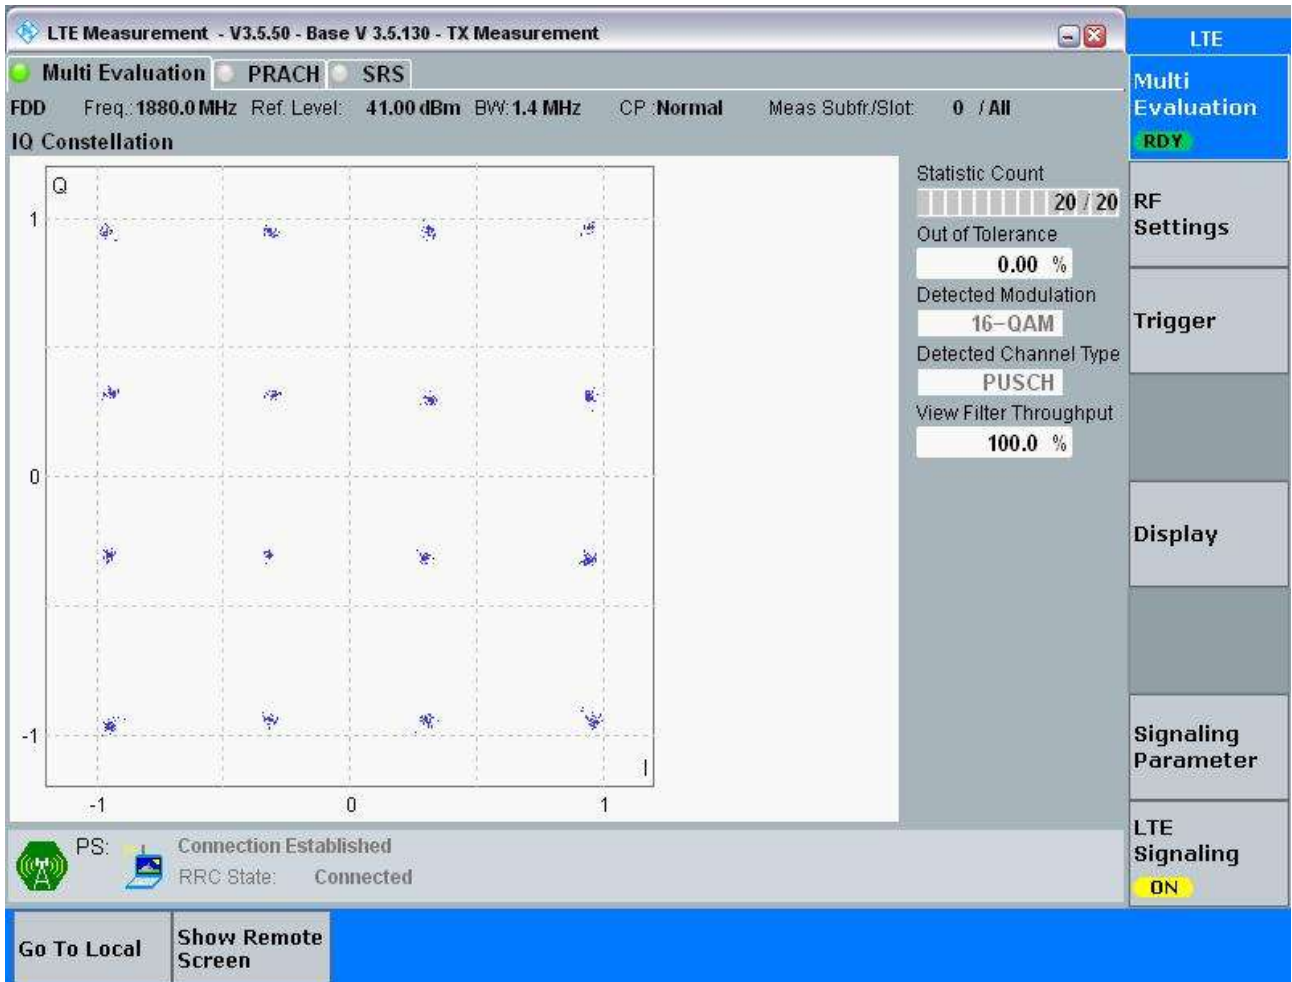 LTE Measurement - V3.5.50 - Base V 3.5.130 - TX Measurement
Multi Evaluation PRACH SRS
FDD Freq.:1880.0 MHz Ref. Level: 41.00 dBm BW:1.4 MHz CP :Normal Meas Subfr./Slot: 0 / All
IQ Constellation
Q
1
0
-1
I
-1 0 1
Statistic Count
20 / 20
Out of Tolerance
0.00 %
Detected Modulation
16-QAM
Detected Channel Type
PUSCH
View Filter Throughput
100.0 %
PS: Connection Established
RRC State: Connected
LTE
Multi
Evaluation
RDY
RF
Settings
Trigger
Display
Signaling
Parameter
LTE
Signaling
ON
Go To Local
Show Remote
Screen